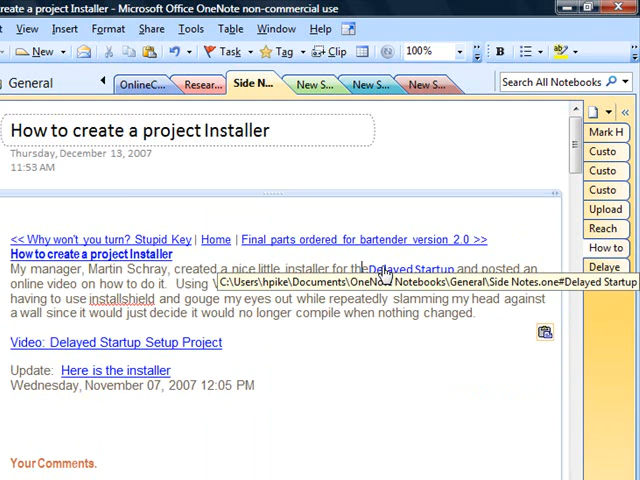 create a project Installer - Microsoft Office OneNote non-commercial use
View Insert Format Share Tools Table Window Help
New Task Tag Clip 100% B
General OnlineC... Resear... Side N... New S... New S... New S... Search All Notebooks
How to create a project Installer
Thursday, December 13, 2007
11:53 AM
Mark H
Custo
Custo
Custo
Upload
Reach
How to
Delaye
<< Why won't you turn? Stupid Key | Home | Final parts ordered for bartender version 2.0 >>
How to create a project Installer
My manager, Martin Schray, created a nice little installer for the Delayed Startup and posted an
online video on how to do it. Using
C:\Users\hpike\Documents\OneNote Notebooks\General\Side Notes.one#Delayed Startup
having to use installshield and gouge my eyes out while repeatedly slamming my head against
a wall since it would just decide it would no longer compile when nothing changed.
Video: Delayed Startup Setup Project
Update: Here is the installer
Wednesday, November 07, 2007 12:05 PM
Your Comments.